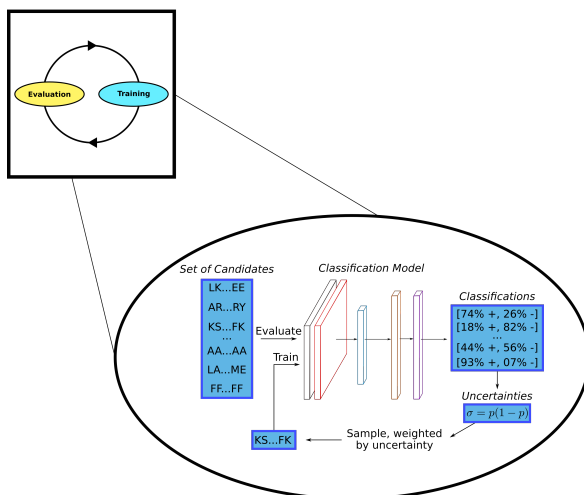 Evaluation
Training
Set of Candidates
Classification Model
LK...EE
AR...RY
KS...FK
...
AA...AA
LA...ME
FF...FF
Evaluate
Train
Classifications
[74% +, 26% -]
[18% +, 82% -]
...
[44% +, 56% -]
[93% +, 07% -]
Uncertainties
σ = p(1 − p)
Sample, weighted
by uncertainty
KS...FK